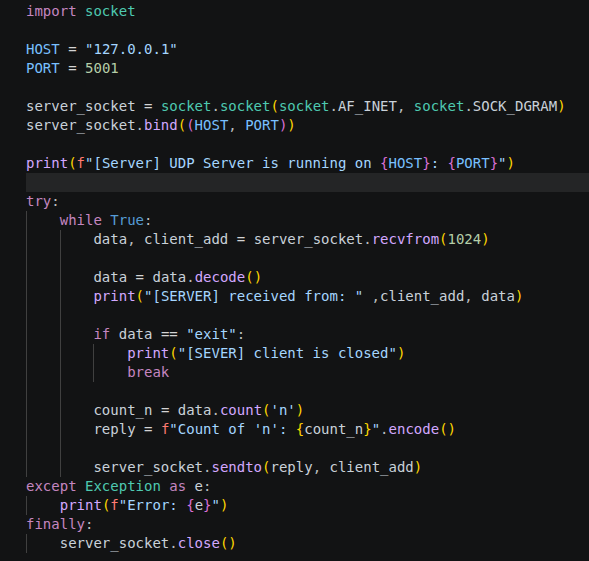 import socket

HOST = "127.0.0.1"
PORT = 5001

server_socket = socket.socket(socket.AF_INET, socket.SOCK_DGRAM)
server_socket.bind((HOST, PORT))

print(f"[Server] UDP Server is running on {HOST}: {PORT}")

try:
    while True:
        data, client_add = server_socket.recvfrom(1024)

        data = data.decode()
        print("[SERVER] received from: " ,client_add, data)

        if data == "exit":
            print("[SEVER] client is closed")
            break

        count_n = data.count('n')
        reply = f"Count of 'n': {count_n}".encode()

        server_socket.sendto(reply, client_add)
except Exception as e:
    print(f"Error: {e}")
finally:
    server_socket.close()